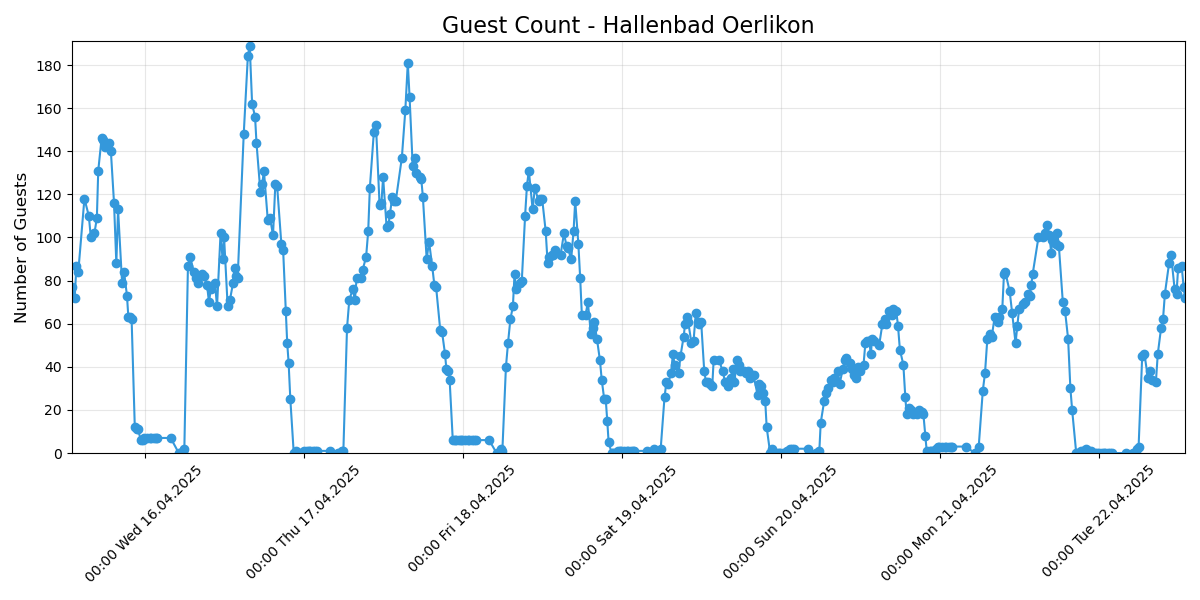 Guest Count - Hallenbad Oerlikon
Number of Guests
180
160
140
120
100
80
60
40
20
0
00:00 Wed 16.04.2025
00:00 Thu 17.04.2025
00:00 Fri 18.04.2025
00:00 Sat 19.04.2025
00:00 Sun 20.04.2025
00:00 Mon 21.04.2025
00:00 Tue 22.04.2025